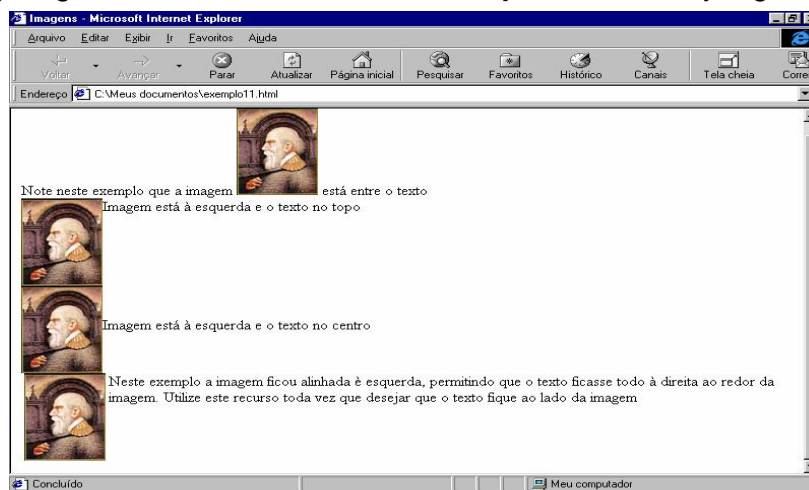 Imagens - Microsoft Internet Explorer
Arquivo Editar Exibir Ir Favoritos Ajuda
Voltar Avançar Parar Atualizar Página inicial Pesquisar Favoritos Histórico Canais Tela cheia Corre
Endereço C:\Meus documentos\exemplo11.html
Note neste exemplo que a imagem está entre o texto
Imagem está à esquerda e o texto no topo
Imagem está à esquerda e o texto no centro
Neste exemplo a imagem ficou alinhada è esquerda, permitindo que o texto ficasse todo à direita ao redor da
imagem. Utilize este recurso toda vez que desejar que o texto fique ao lado da imagem
Concluído Meu computador